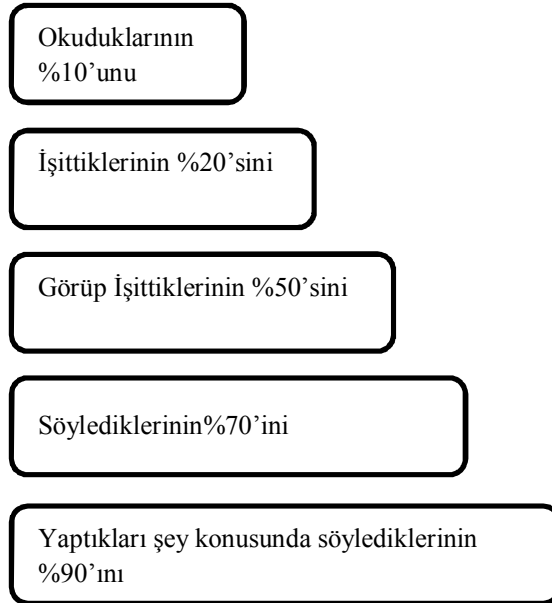 Okuduklarının
%10’unu
İşittiklerinin %20’sini
Görüp İşittiklerinin %50’sini
Söylediklerinin%70’ini
Yaptıkları şey konusunda söylediklerinin
%90’ını